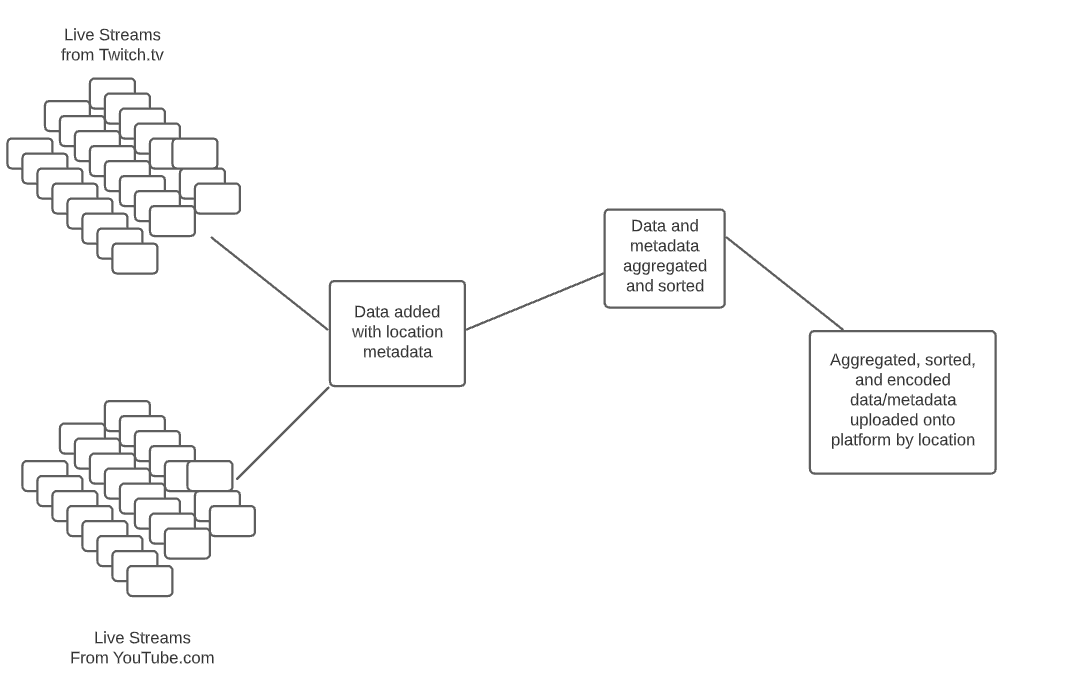 Live Streams
from Twitch.tv
Data added
with location
metadata
Data and
metadata
aggregated
and sorted
Aggregated, sorted,
and encoded
data/metadata
uploaded onto
platform by location
Live Streams
From YouTube.com